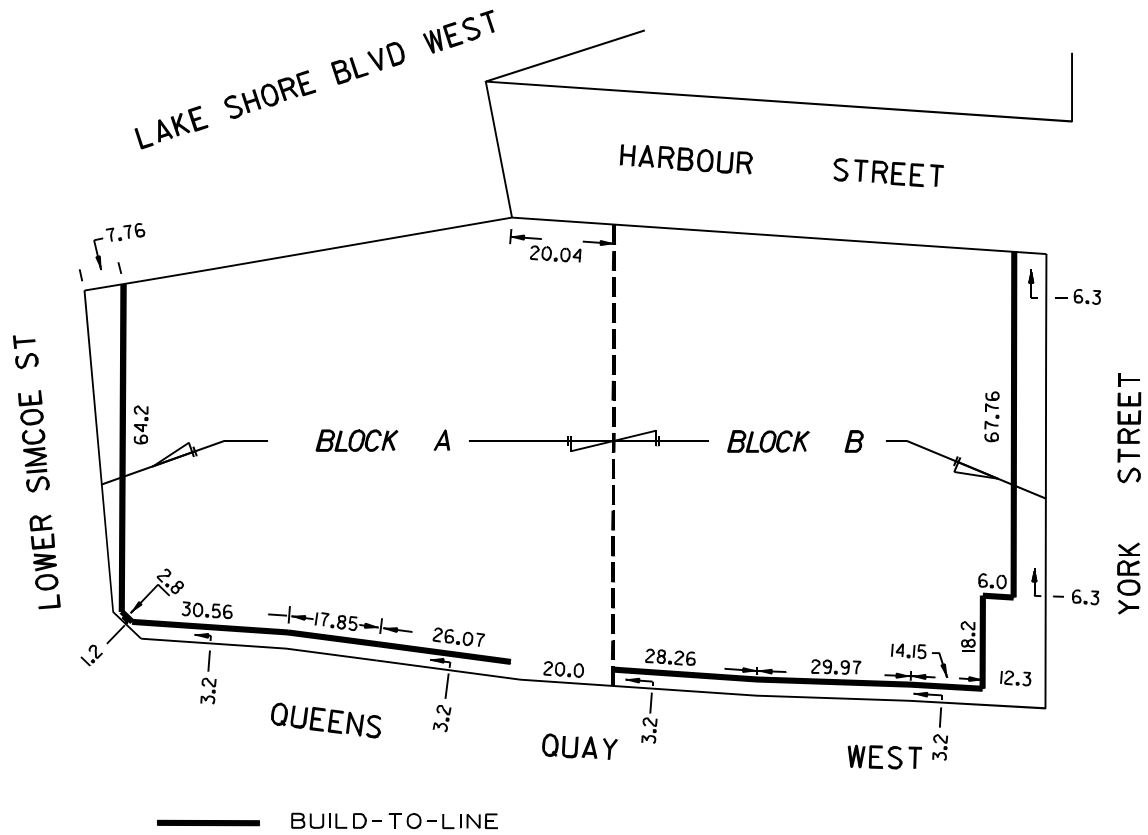 LAKE SHORE BLVD WEST
HARBOUR STREET
7.76
20.04
6.3
LOWER SIMCOE ST
64.2
BLOCK A
BLOCK B
67.76
YORK STREET
2.8
30.56
17.85
26.07
1.2
3.2
3.2
20.0
28.26
29.97
14.15
18.2
6.0
6.3
12.3
3.2
3.2
QUEENS QUAY WEST
BUILD-TO-LINE